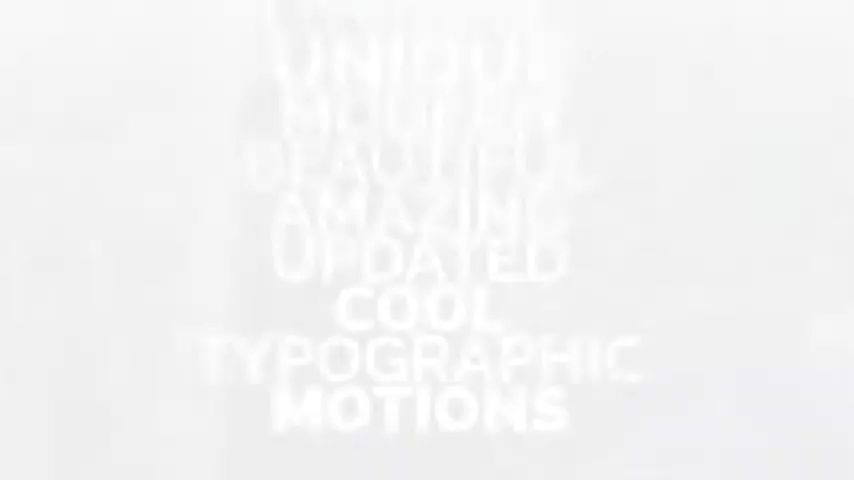 UNIQUE
MODERN
BEAUTIFUL
AMAZING
UPDATED
COOL
TYPOGRAPHIC
MOTIONS